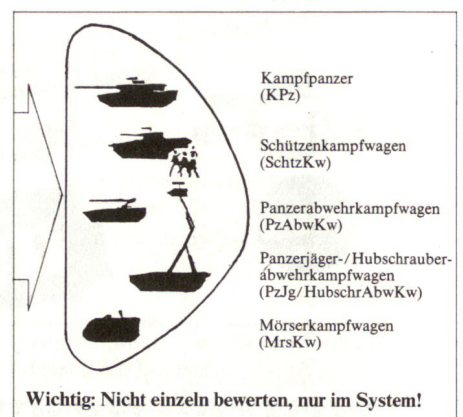 Kampfpanzer
(KPz)
Schützenkampfwagen
(SchtzKw)
Panzerabwehrkampfwagen
(PzAbwKw)
Panzerjäger-/Hubschrauber-
abwehrkampfwagen
(PzJg/HubschrAbwKw)
Mörserkampfwagen
(MrsKw)
Wichtig: Nicht einzeln bewerten, nur im System!